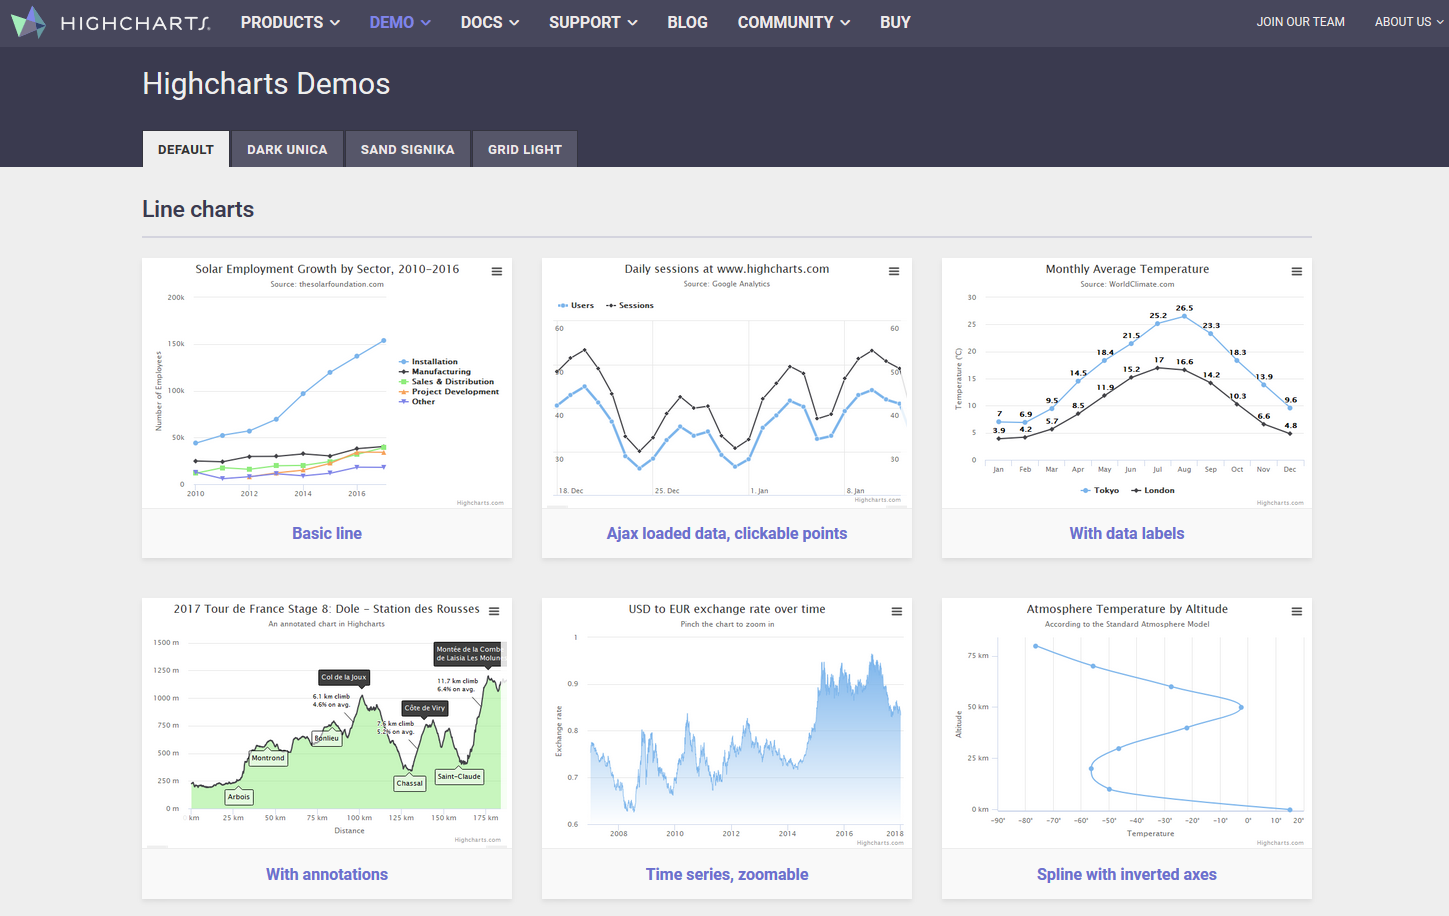 HIGHCHARTS
PRODUCTS
DEMO
DOCS
SUPPORT
BLOG
COMMUNITY
BUY
JOIN OUR TEAM
ABOUT US
Highcharts Demos
DEFAULT
DARK UNICA
SAND SIGNIKA
GRID LIGHT
Line charts
Solar Employment Growth by Sector, 2010-2016
Source: thesolarfoundation.com
Number of Employees
200k
150k
100k
50k
0
2010 2012 2014 2016
Installation
Manufacturing
Sales & Distribution
Project Development
Other
Highcharts.com
Basic line
Daily sessions at www.highcharts.com
Source: Google Analytics
Users Sessions
60 60
50 50
40 40
30 30
18. Dec 25. Dec 1. Jan 8. Jan
Highcharts.com
Ajax loaded data, clickable points
Monthly Average Temperature
Source: WorldClimate.com
Temperature (°C)
30
25
20
15
10
5
0
7 6.9 9.5 14.5 18.4 21.5 25.2 26.5 23.3 18.3 13.9 9.6
3.9 4.2 5.7 8.5 11.9 15.2 17 16.6 14.2 10.3 6.6 4.8
Jan Feb Mar Apr May Jun Jul Aug Sep Oct Nov Dec
Tokyo London
Highcharts.com
With data labels
2017 Tour de France Stage 8: Dole - Station des Rousses
An annotated chart in Highcharts
1500 m
1250 m
1000 m
750 m
500 m
250 m
0 m
Montée de la Comb
de Laisia Les Molun
Col de la Joux
11.7 km climb
6.4% on avg.
6.1 km climb
4.6% on avg.
Côte de Viry
7.6 km climb
5.2% on avg.
Bonlieu
Montrond
Saint-Claude
Chassal
Arbois
km 25 km 50 km 75 km 100 km 125 km 150 km 175 km
Distance
Highcharts.com
With annotations
USD to EUR exchange rate over time
Pinch the chart to zoom in
Exchange rate
1
0.9
0.8
0.7
0.6
2008 2010 2012 2014 2016 2018
Highcharts.com
Time series, zoomable
Atmosphere Temperature by Altitude
According to the Standard Atmosphere Model
Altitude
75 km
50 km
25 km
0 km
-90° -80° -70° -60° -50° -40° -30° -20° -10° 0° 10° 20°
Temperature
Highcharts.com
Spline with inverted axes